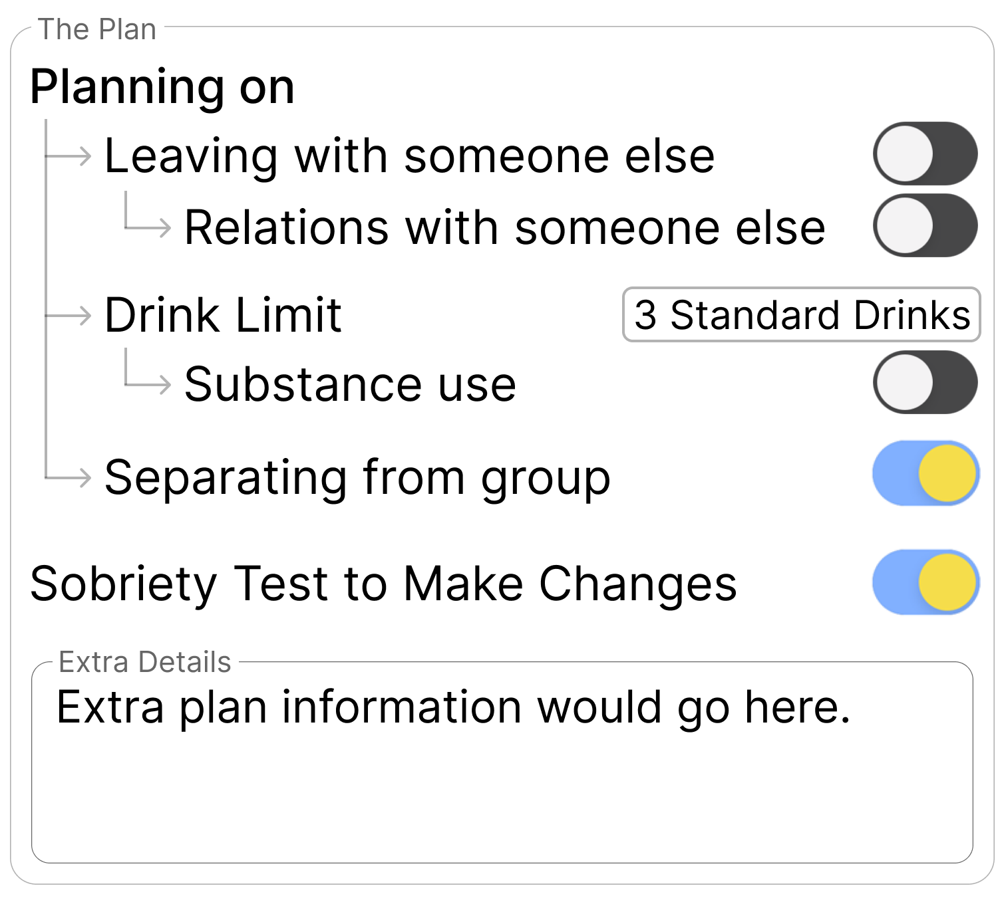 The Plan
Planning on
Leaving with someone else
Relations with someone else
Drink Limit
3 Standard Drinks
Substance use
Separating from group
Sobriety Test to Make Changes
Extra Details
Extra plan information would go here.